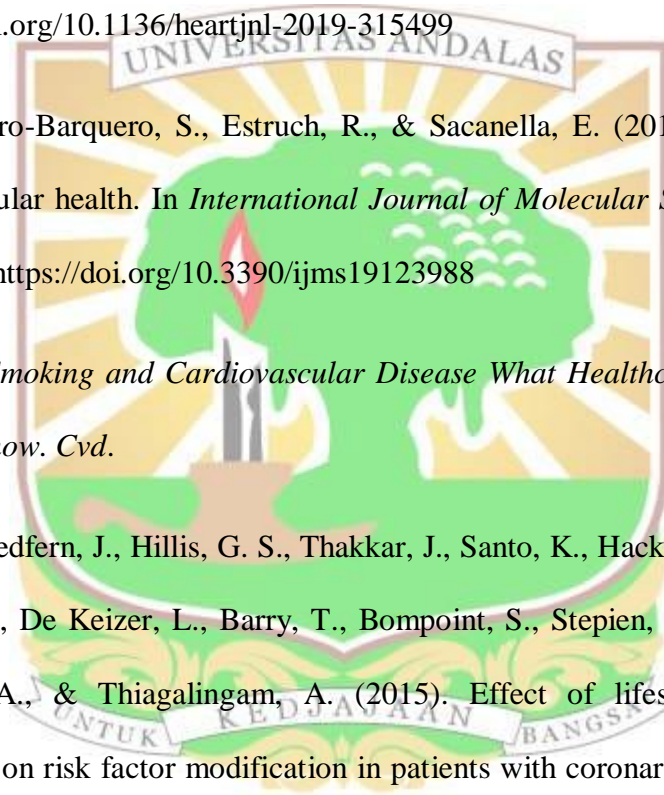 i.org/10.1136/heartjnl-2019-315499
UNIVERSITAS ANDALAS
ro-Barquero, S., Estruch, R., & Sacanella, E. (201
ular health. In International Journal of Molecular S
https://doi.org/10.3390/ijms19123988
moking and Cardiovascular Disease What Healthc
now. Cvd.
edfern, J., Hillis, G. S., Thakkar, J., Santo, K., Hack
, De Keizer, L., Barry, T., Bompoint, S., Stepien,
A., & Thiagalingam, A. (2015). Effect of lifes
UNTUK KEDJAJAAN BANGSA
on risk factor modification in patients with coronar